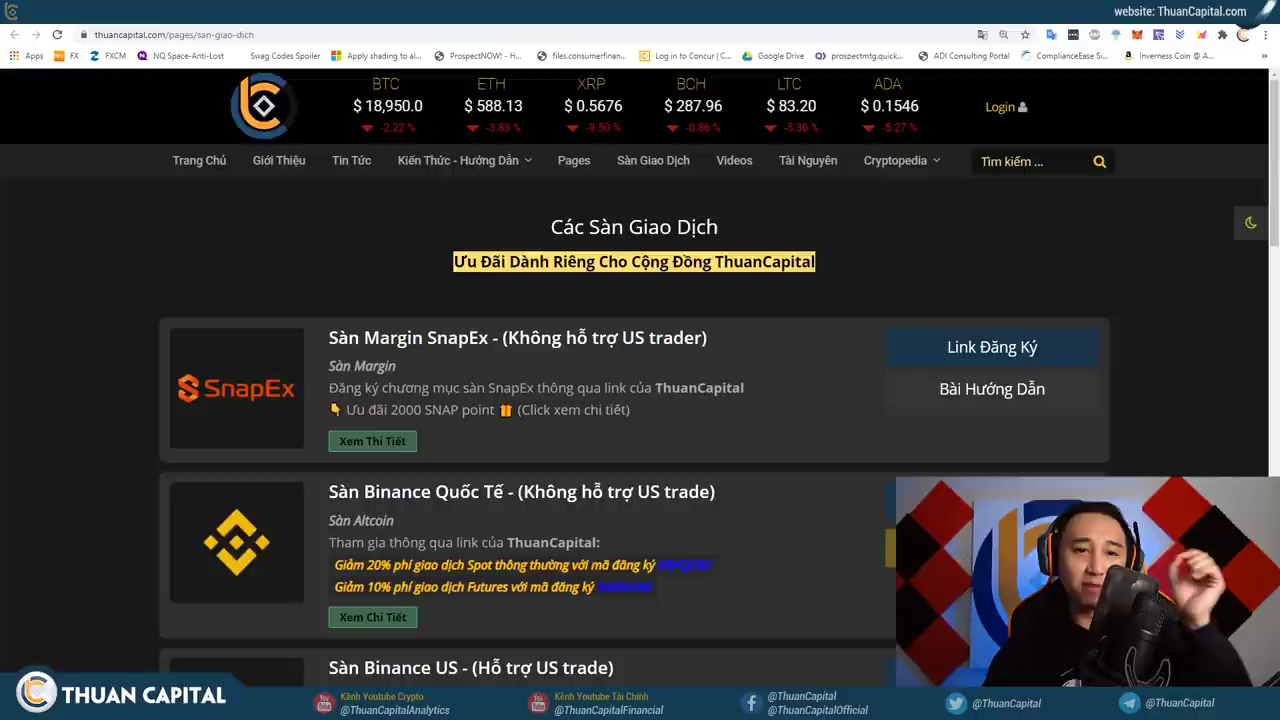 website: ThuanCapital.com
thuancapital.com/pages/san-giao-dich
Apps
FX
FXCM
NQ Space-Anti-Lost
Swag Codes Spoiler
Apply shading to al...
ProspectNOW! - H...
files.consumerfinan...
Log in to Concur | C...
Google Drive
prospectmtg.quick...
ADI Consulting Portal
ComplianceEase Si...
Inverness Coin @ A...
BTC
$ 18,950.0
-2.22 %
ETH
$ 588.13
-3.83 %
XRP
$ 0.5676
-9.50 %
BCH
$ 287.96
-0.86 %
LTC
$ 83.20
-5.30 %
ADA
$ 0.1546
-5.27 %
Login
Trang Chủ
Giới Thiệu
Tin Tức
Kiến Thức - Hướng Dẫn
Pages
Sàn Giao Dịch
Videos
Tài Nguyên
Cryptopedia
Tìm kiếm ...
Các Sàn Giao Dịch
Ưu Đãi Dành Riêng Cho Cộng Đồng ThuanCapital
SnapEx
Sàn Margin SnapEx - (Không hỗ trợ US trader)
Sàn Margin
Đăng ký chương mục sàn SnapEx thông qua link của ThuanCapital
👇 Ưu đãi 2000 SNAP point 🎁 (Click xem chi tiết)
Xem Thi Tiết
Link Đăng Ký
Bài Hướng Dẫn
Sàn Binance Quốc Tế - (Không hỗ trợ US trade)
Sàn Altcoin
Tham gia thông qua link của ThuanCapital:
Giảm 20% phí giao dịch Spot thông thường với mã đăng ký
Giảm 10% phí giao dịch Futures với mã đăng ký
Xem Chi Tiết
Sàn Binance US - (Hỗ trợ US trade)
THUAN CAPITAL
Kênh Youtube Crypto
@ThuanCapitalAnalytics
Kênh Youtube Tài Chính
@ThuanCapitalFinancial
@ThuanCapital
@ThuanCapitalOfficial
@ThuanCapital
@ThuanCapital